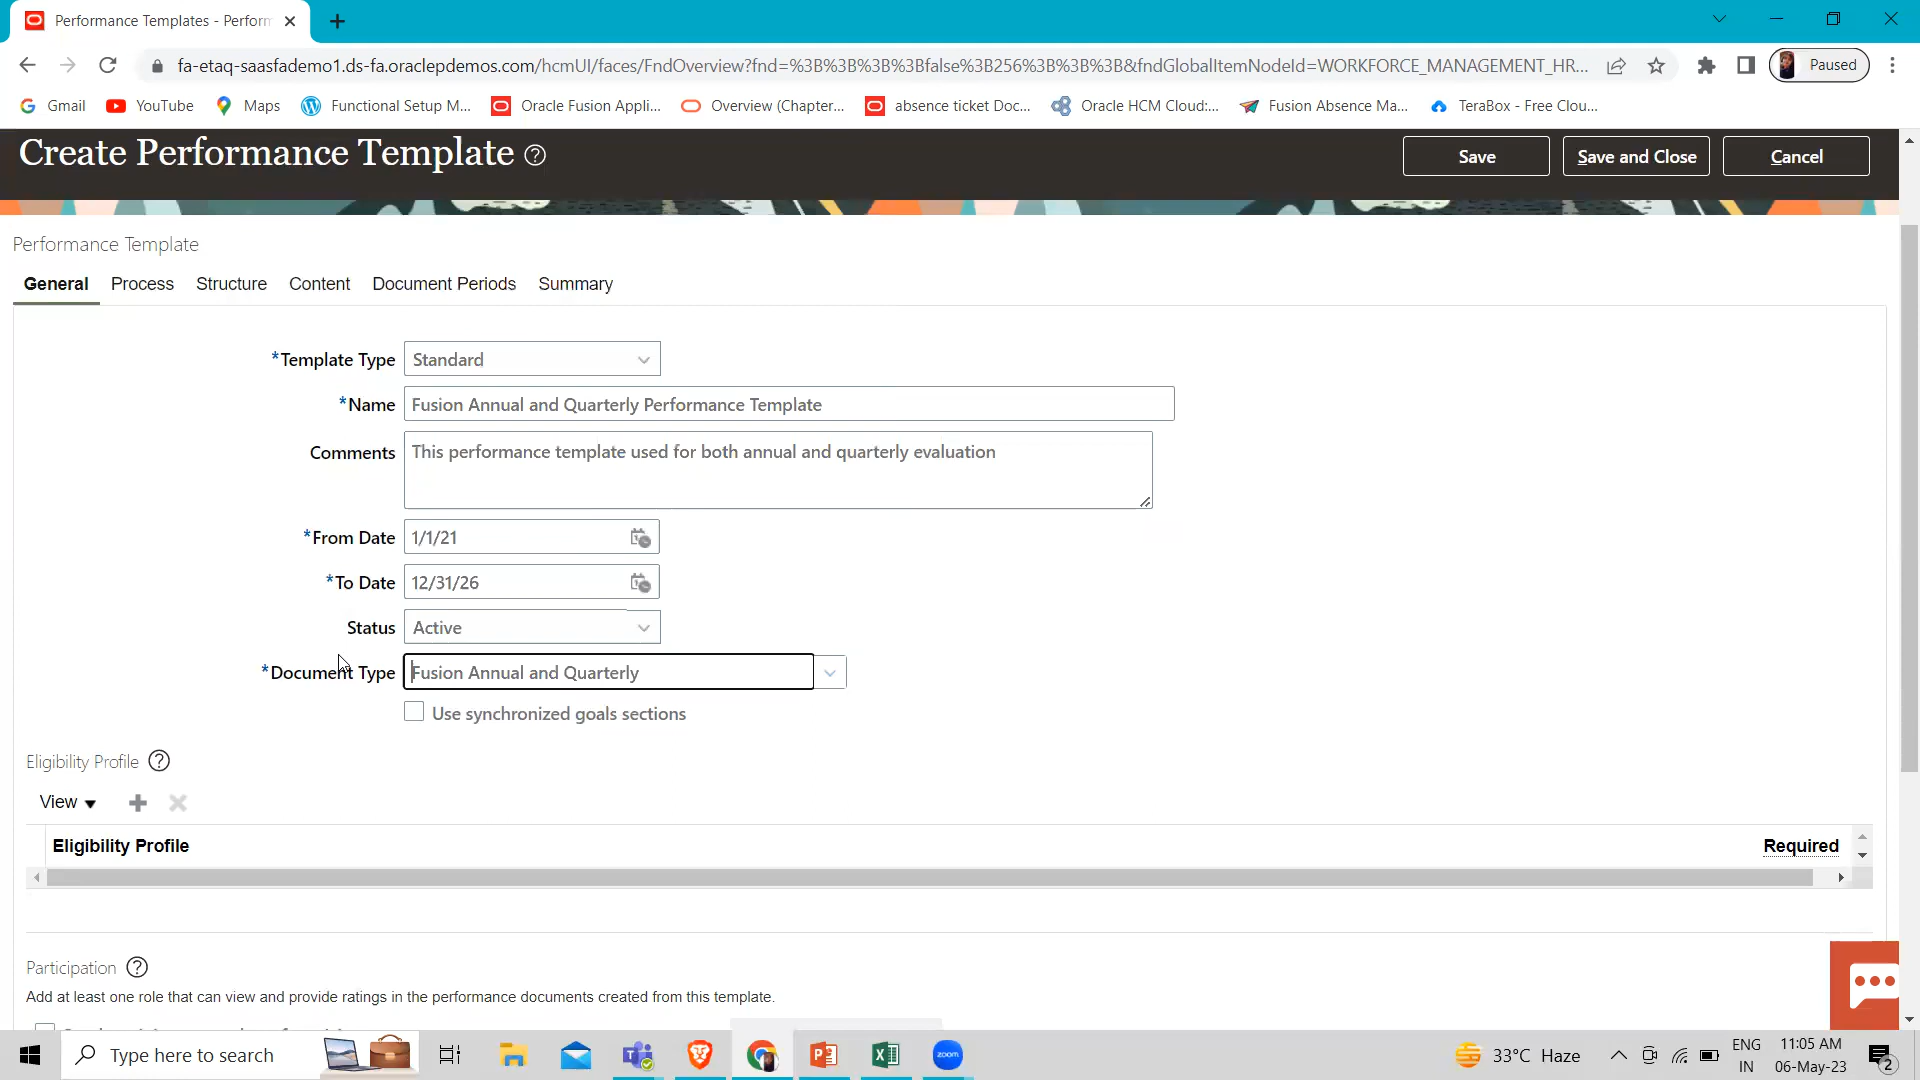 Performance Templates - Perform
fa-etaq-saasfademo1.ds-fa.oraclepdemos.com/hcmUI/faces/FndOverview?fnd=%3B%3B%3B%3Bfalse%3B256%3B%3B%3B&fndGlobalItemNodeId=WORKFORCE_MANAGEMENT_HR...
Paused
Gmail YouTube Maps Functional Setup M... Oracle Fusion Appli... Overview (Chapter... absence ticket Doc... Oracle HCM Cloud:... Fusion Absence Ma... TeraBox - Free Clou...
Create Performance Template ?
Save Save and Close Cancel
Performance Template
General Process Structure Content Document Periods Summary
*Template Type Standard
*Name Fusion Annual and Quarterly Performance Template
Comments This performance template used for both annual and quarterly evaluation
*From Date 1/1/21
*To Date 12/31/26
Status Active
*Document Type Fusion Annual and Quarterly
Use synchronized goals sections
Eligibility Profile ?
View
Eligibility Profile Required
Participation ?
Add at least one role that can view and provide ratings in the performance documents created from this template.
Type here to search
zoom
33°C Haze
ENG
IN
11:05 AM
06-May-23
2